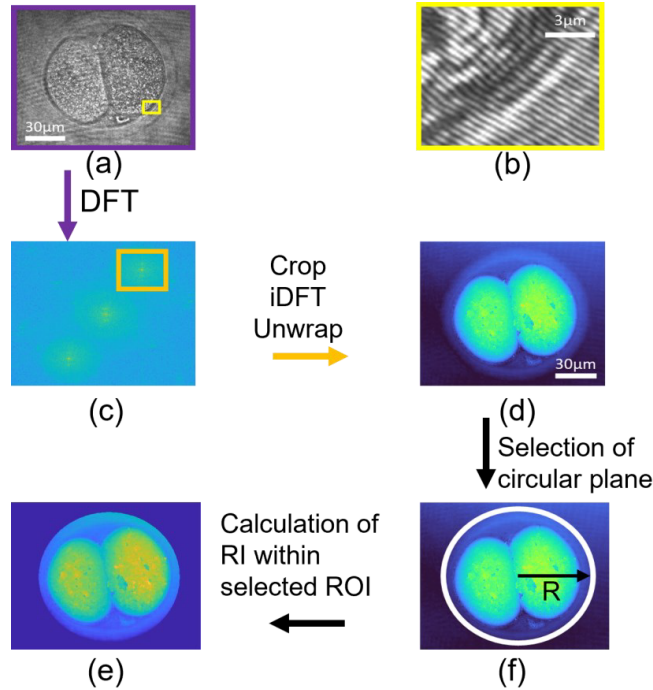 3μm
30μm
(a)
(b)
DFT
Crop
iDFT
Unwrap
30μm
(c)
(d)
Selection of
circular plane
Calculation of
RI within
selected ROI
R
(e)
(f)